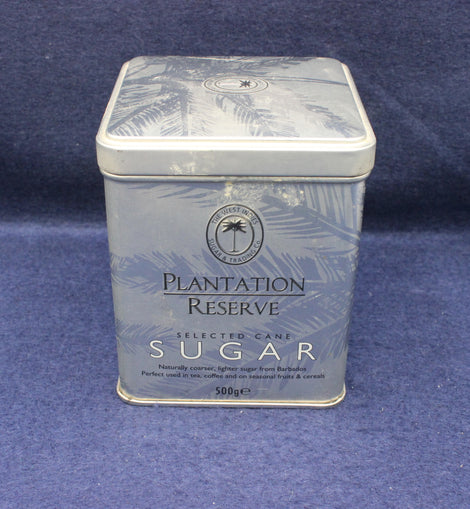 THE WEST INDIES
SUGAR & TRADING Co.
PLANTATION
RESERVE
SELECTED CANE
SUGAR
Naturally coarser, lighter sugar from Barbados
Perfect used in tea, coffee and on seasonal fruits & cereals
500g℮